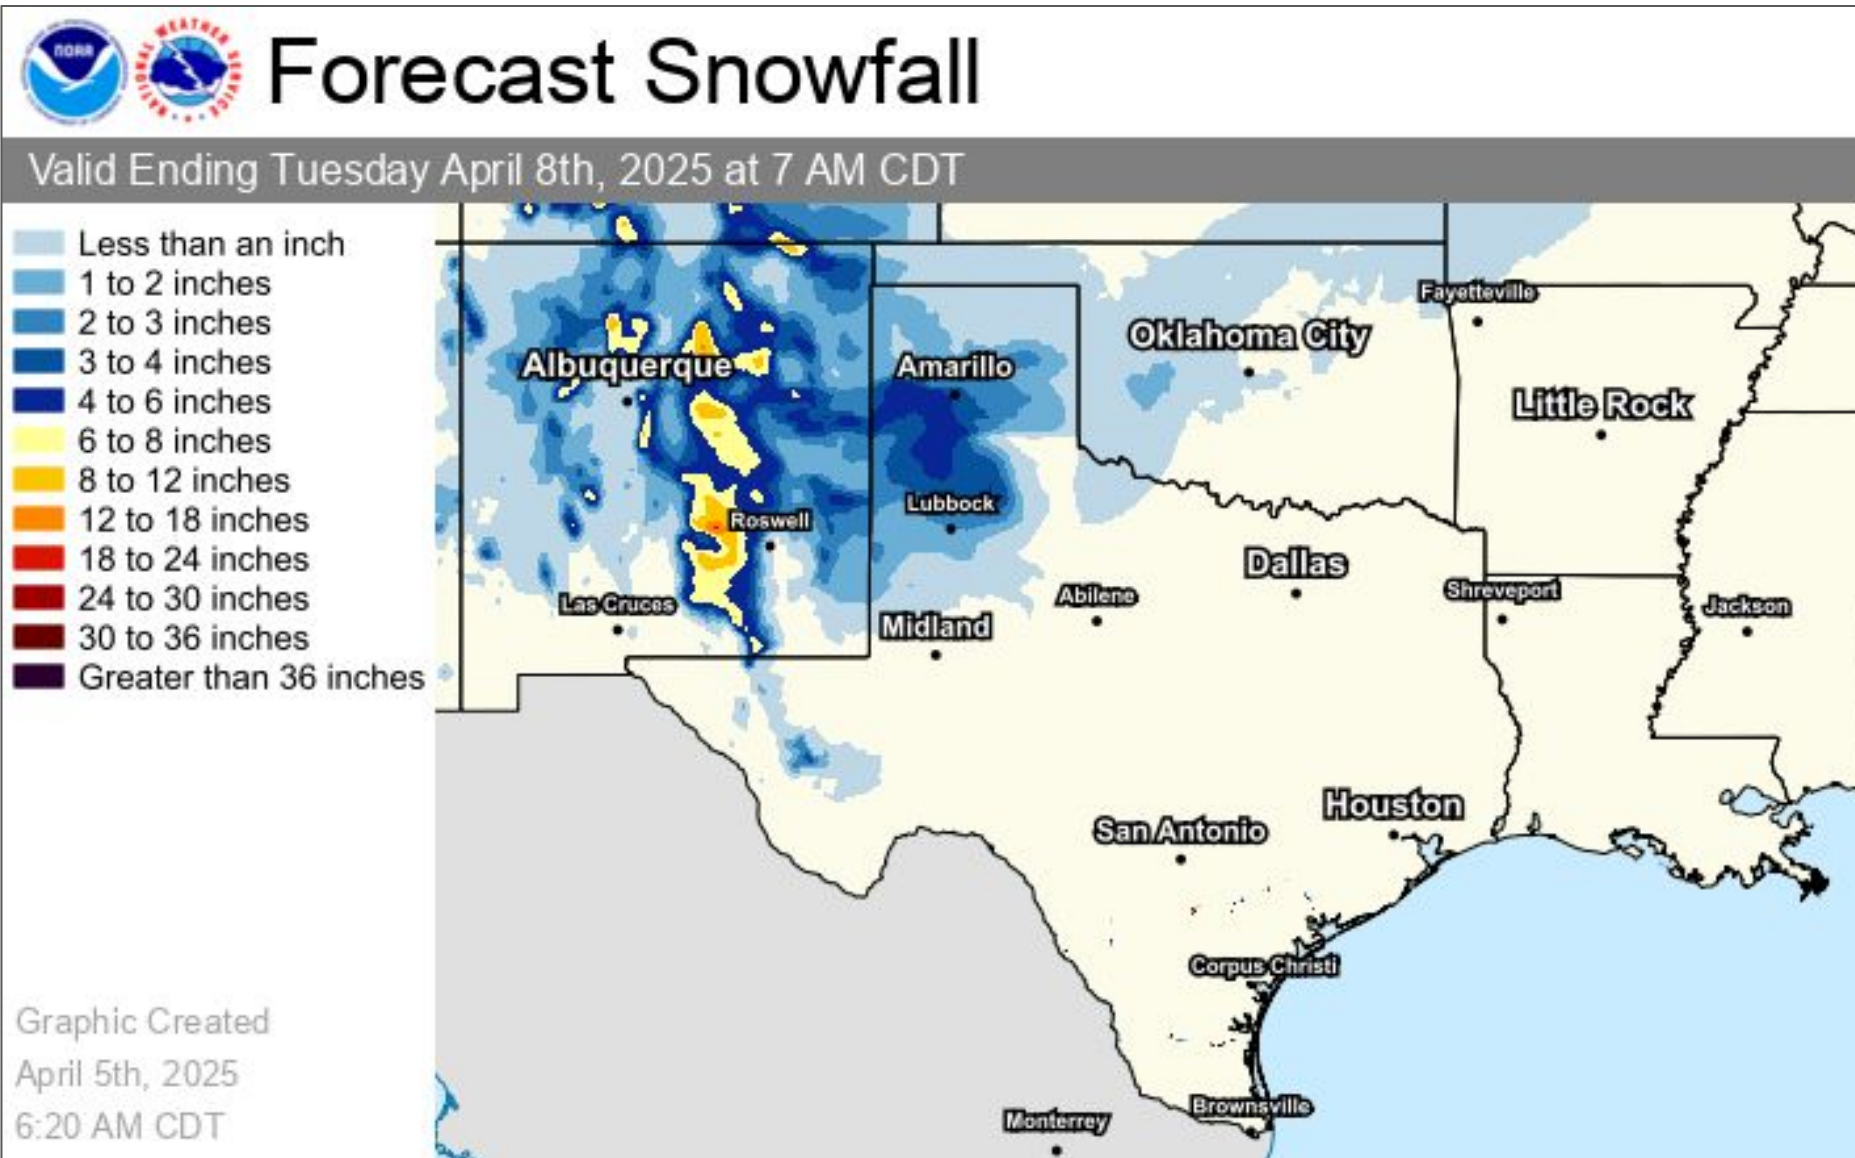 NOAA
NATIONAL WEATHER SERVICE
Forecast Snowfall
Valid Ending Tuesday April 8th, 2025 at 7 AM CDT
Less than an inch
1 to 2 inches
2 to 3 inches
3 to 4 inches
4 to 6 inches
6 to 8 inches
8 to 12 inches
12 to 18 inches
18 to 24 inches
24 to 30 inches
30 to 36 inches
Greater than 36 inches
Graphic Created
April 5th, 2025
6:20 AM CDT
Fayetteville
Oklahoma City
Albuquerque
Amarillo
Little Rock
Lubbock
Roswell
Dallas
Las Cruces
Abilene
Shreveport
Jackson
Midland
Houston
San Antonio
Corpus Christi
Brownsville
Monterrey